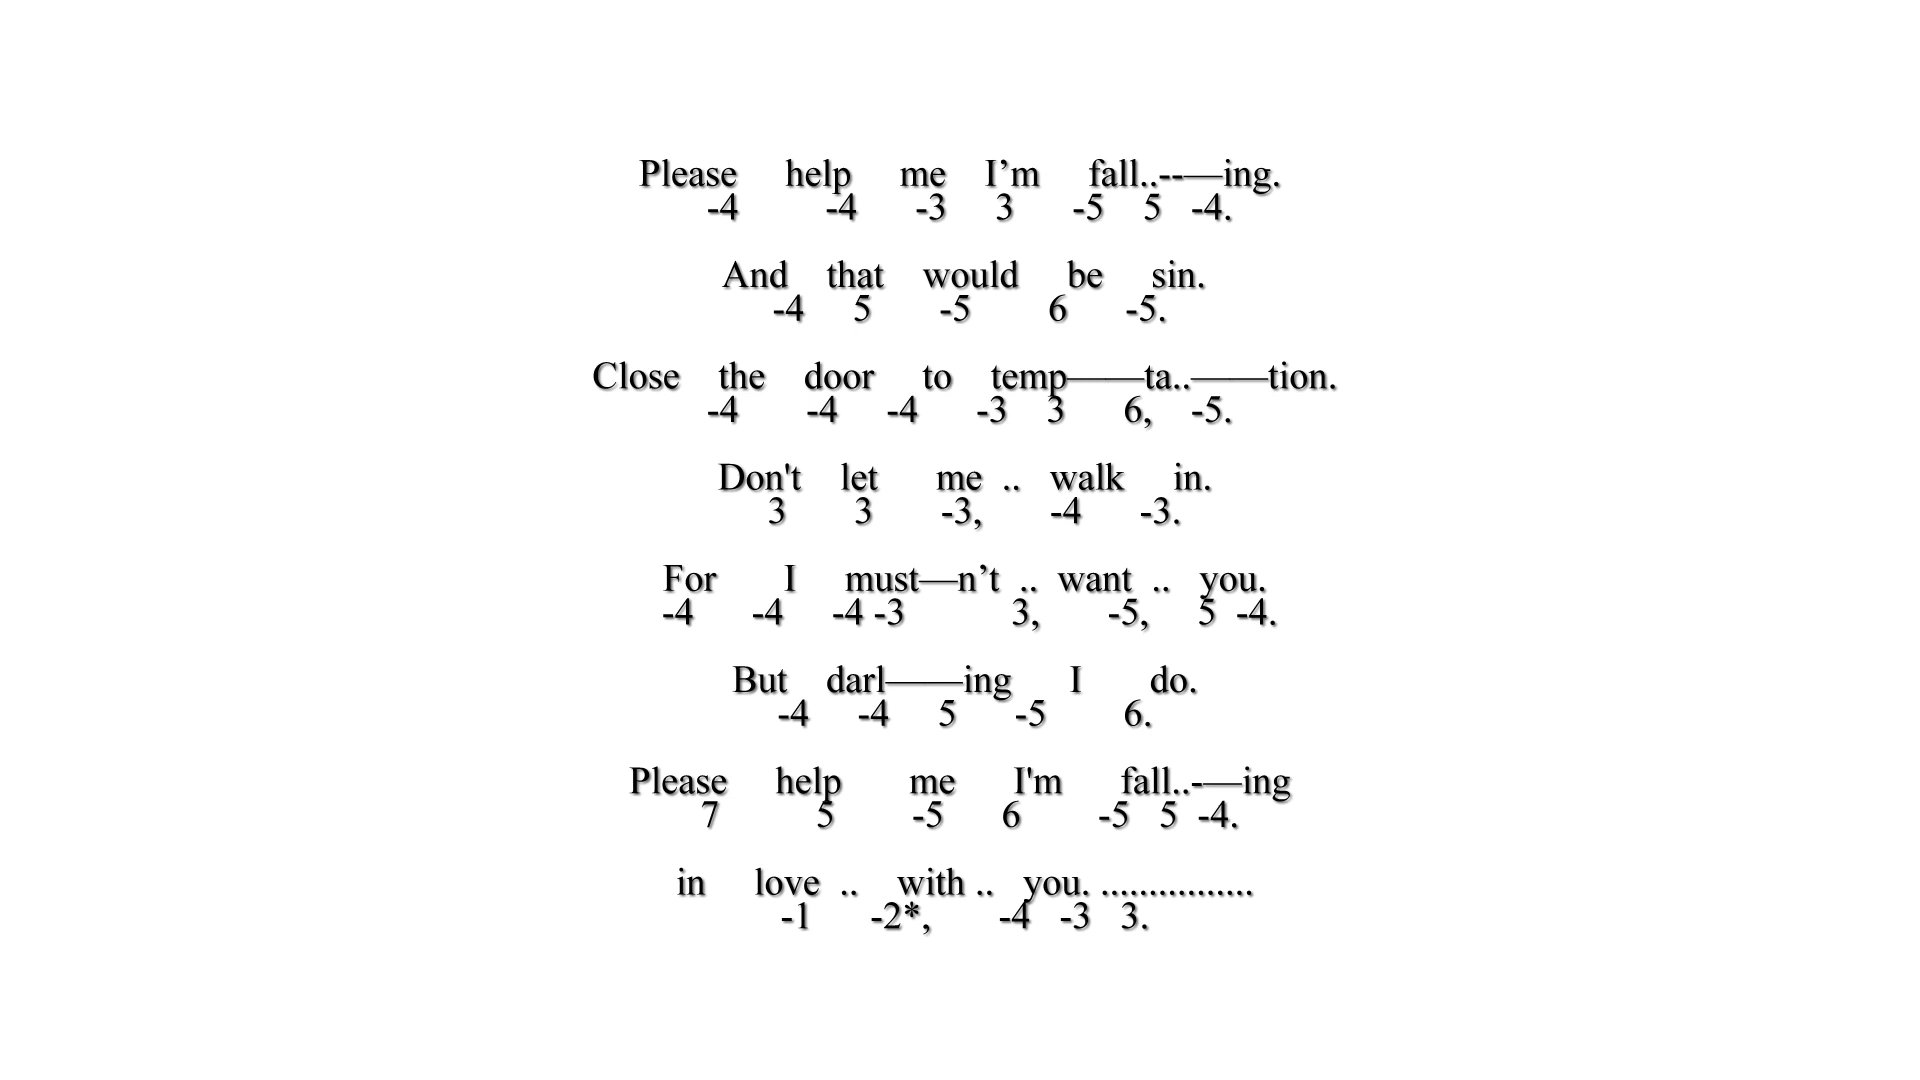 Please help me I’m fall..--—ing.
-4 -4 -3 3 -5 5 -4.
And that would be sin.
-4 5 -5 6 -5.
Close the door to temp——ta..——tion.
-4 -4 -4 -3 3 6, -5.
Don't let me .. walk in.
3 3 -3, -4 -3.
For I must—n’t .. want .. you.
-4 -4 -4 -3 3, -5, 5 -4.
But darl——ing I do.
-4 -4 5 -5 6.
Please help me I'm fall..-—ing
7 5 -5 6 -5 5 -4.
in love .. with .. you. ................
-1 -2*, -4 -3 3.